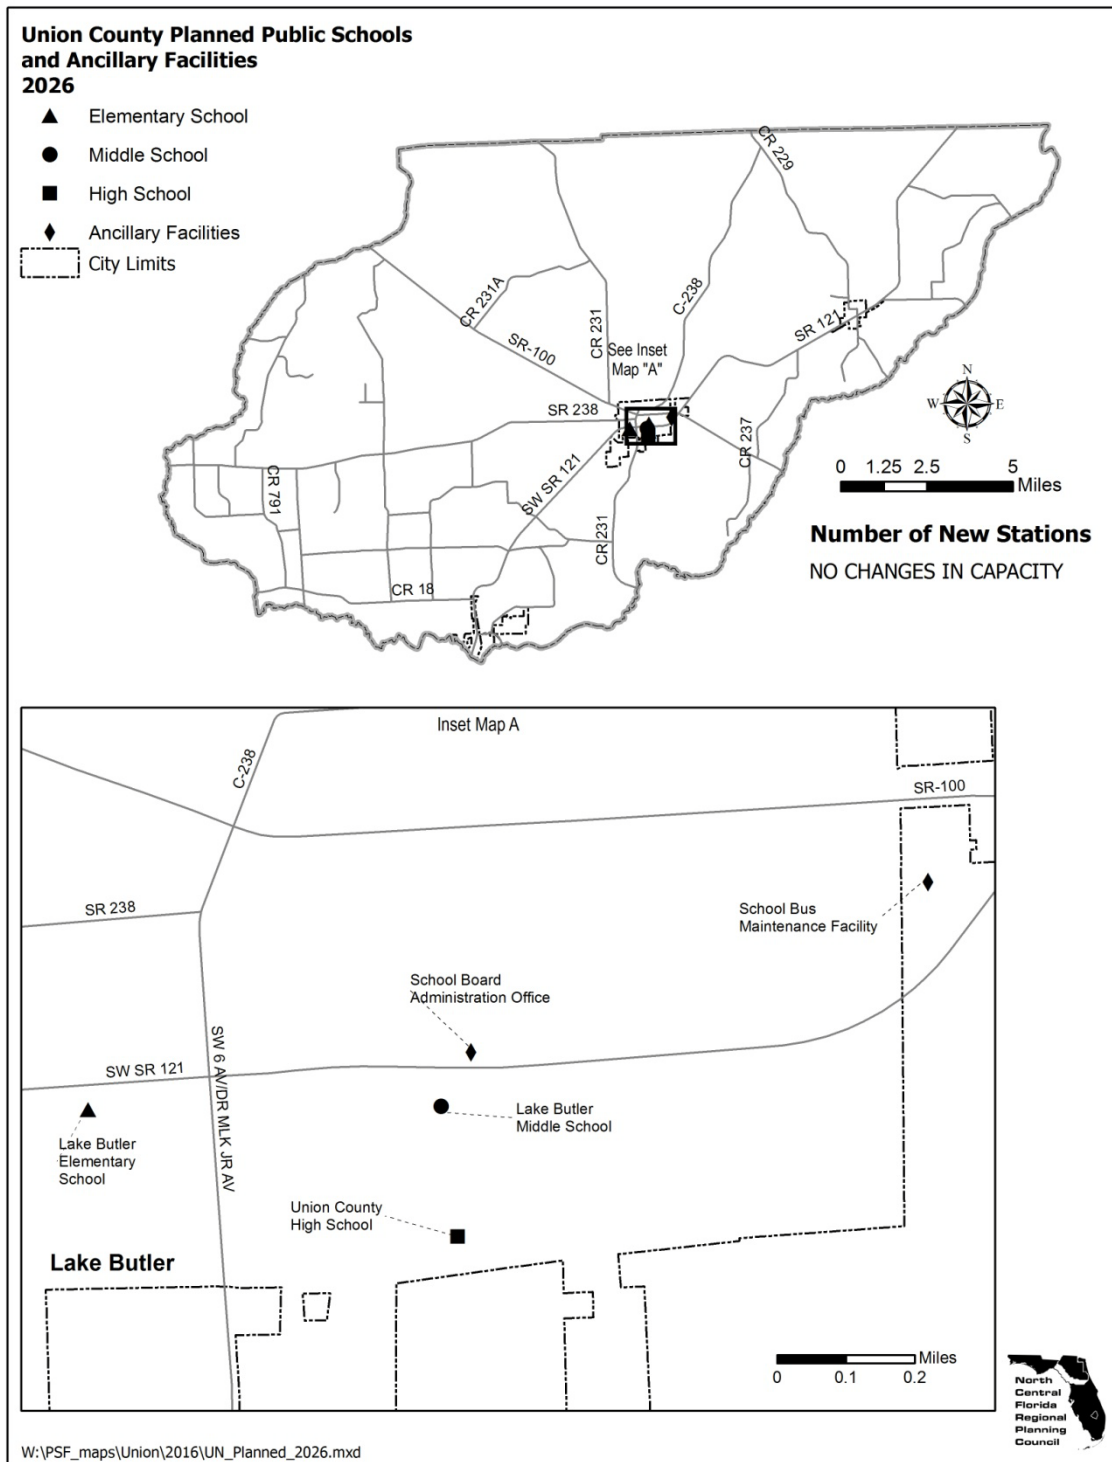 Union County Planned Public Schools
and Ancillary Facilities
2026
Elementary School
Middle School
High School
Ancillary Facilities
City Limits
CR 229
CR 231A
C-238
SR-100
CR 231
SR 121
See Inset
Map "A"
N
W E
S
SR 238
CR 237
0 1.25 2.5 5
Miles
CR 791
SW SR 121
CR 231
CR 18
Number of New Stations
NO CHANGES IN CAPACITY
Inset Map A
C-238
SR-100
SR 238
School Bus
Maintenance Facility
School Board
Administration Office
SW SR 121
SW 6 AV/DR MLK JR AV
Lake Butler
Middle School
Lake Butler
Elementary
School
Union County
High School
Lake Butler
Miles
0 0.1 0.2
North
Central
Florida
Regional
Planning
Council
W:\PSF_maps\Union\2016\UN_Planned_2026.mxd